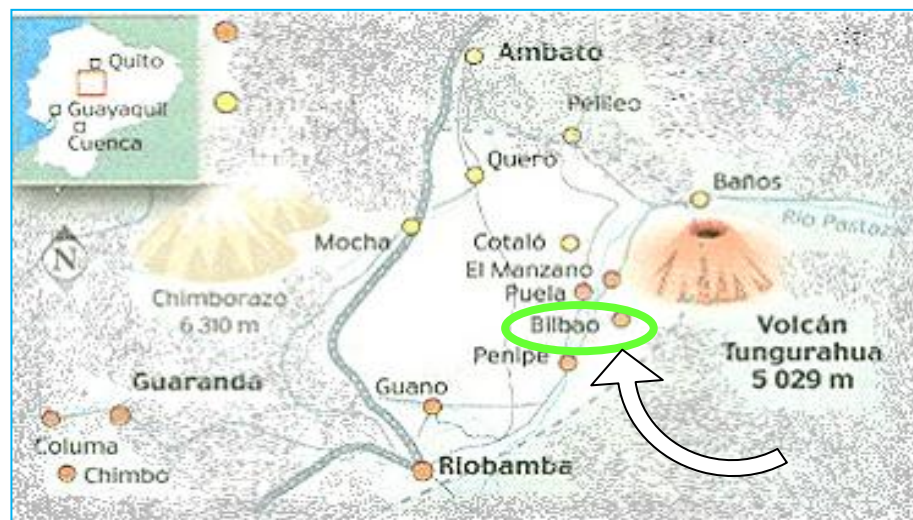 Quito
Guayaquil
Cuenca
Ambato
Pelileo
Quero
Baños
Río Pastaza
Mocha
Cotaló
N
El Manzano
Puela
Chimborazo
6 310 m
Bilbao
Volcán
Tungurahua
5 029 m
Penipe
Guaranda
Guano
Columa
Chimbo
Riobamba